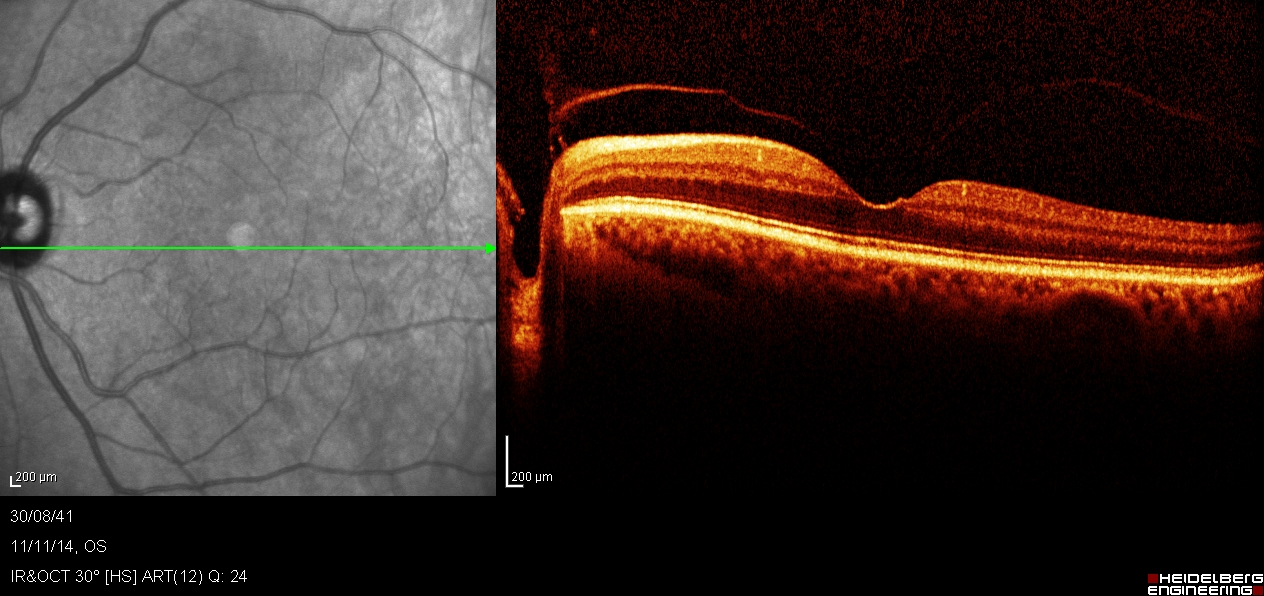 200 µm
200 µm
30/08/41
11/11/14, OS
IR&OCT 30° [HS] ART(12) Q: 24
HEIDELBERG
ENGINEERING